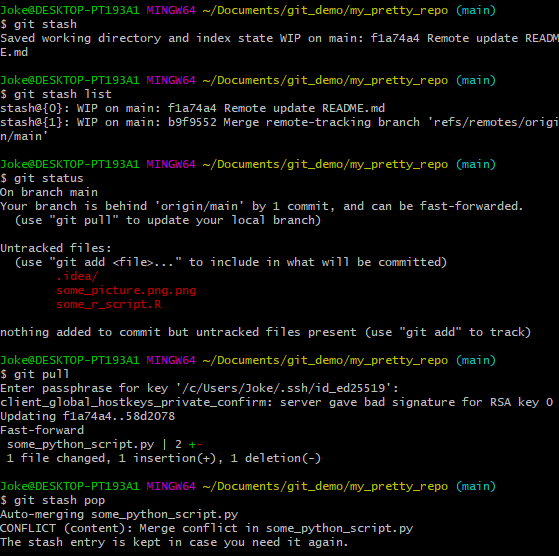 Joke@DESKTOP-PT193A1 MINGW64 ~/Documents/git_demo/my_pretty_repo (main)
$ git stash
Saved working directory and index state WIP on main: f1a74a4 Remote update READM
E.md
Joke@DESKTOP-PT193A1 MINGW64 ~/Documents/git_demo/my_pretty_repo (main)
$ git stash list
stash@{0}: WIP on main: f1a74a4 Remote update README.md
stash@{1}: WIP on main: b9f9552 Merge remote-tracking branch 'refs/remotes/origi
n/main'
Joke@DESKTOP-PT193A1 MINGW64 ~/Documents/git_demo/my_pretty_repo (main)
$ git status
On branch main
Your branch is behind 'origin/main' by 1 commit, and can be fast-forwarded.
  (use "git pull" to update your local branch)
Untracked files:
  (use "git add <file>..." to include in what will be committed)
        .idea/
        some_picture.png.png
        some_r_script.R
nothing added to commit but untracked files present (use "git add" to track)
Joke@DESKTOP-PT193A1 MINGW64 ~/Documents/git_demo/my_pretty_repo (main)
$ git pull
Enter passphrase for key '/c/Users/Joke/.ssh/id_ed25519':
client_global_hostkeys_private_confirm: server gave bad signature for RSA key 0
Updating f1a74a4..58d2078
Fast-forward
 some_python_script.py | 2 +-
 1 file changed, 1 insertion(+), 1 deletion(-)
Joke@DESKTOP-PT193A1 MINGW64 ~/Documents/git_demo/my_pretty_repo (main)
$ git stash pop
Auto-merging some_python_script.py
CONFLICT (content): Merge conflict in some_python_script.py
The stash entry is kept in case you need it again.